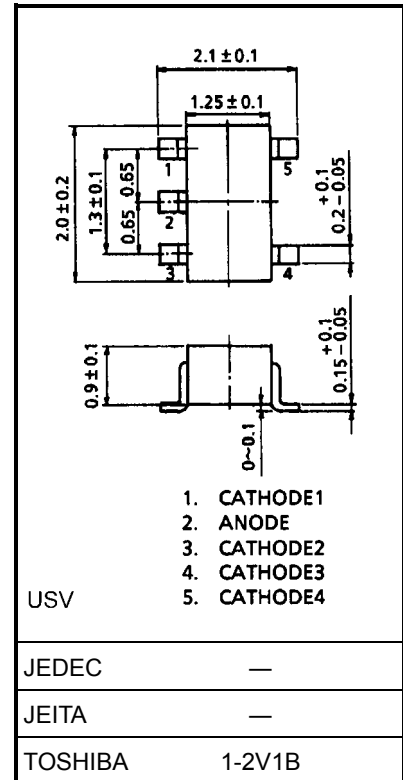 2.1±0.1
1.25±0.1
1
5
2
3
4
2.0±0.2
1.3±0.1
0.65
0.65
+0.1
0.2−0.05
0.9±0.1
+0.1
0.15−0.05
0~0.1
1. CATHODE1
2. ANODE
3. CATHODE2
4. CATHODE3
5. CATHODE4
USV
JEDEC —
JEITA —
TOSHIBA 1-2V1B